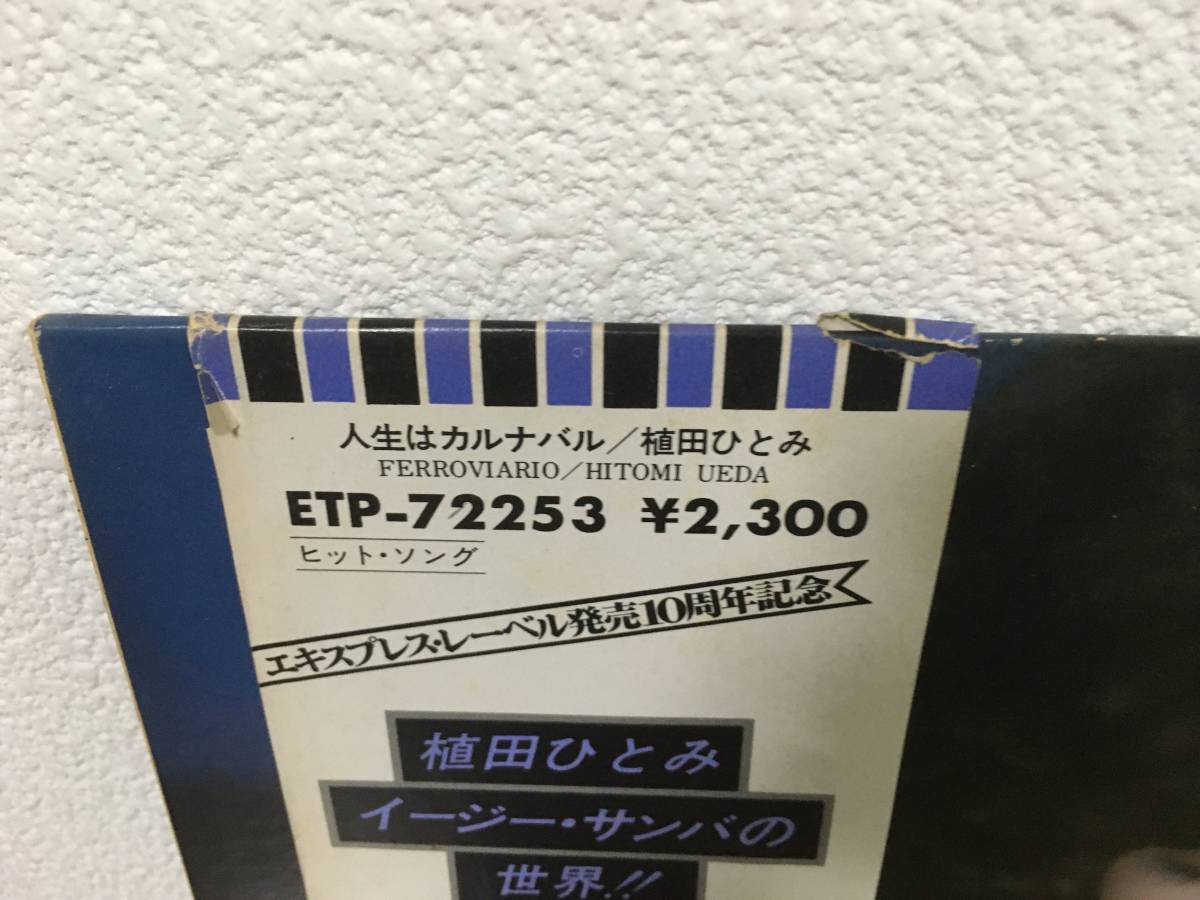 人生はカルナバル/植田ひとみ
FERROVIARIO/HITOMI UEDA
ETP-72253 ¥2,300
ヒット・ソング
エキスプレス・レーベル発売10周年記念
植田ひとみ
イージー・サンバの
世界!!